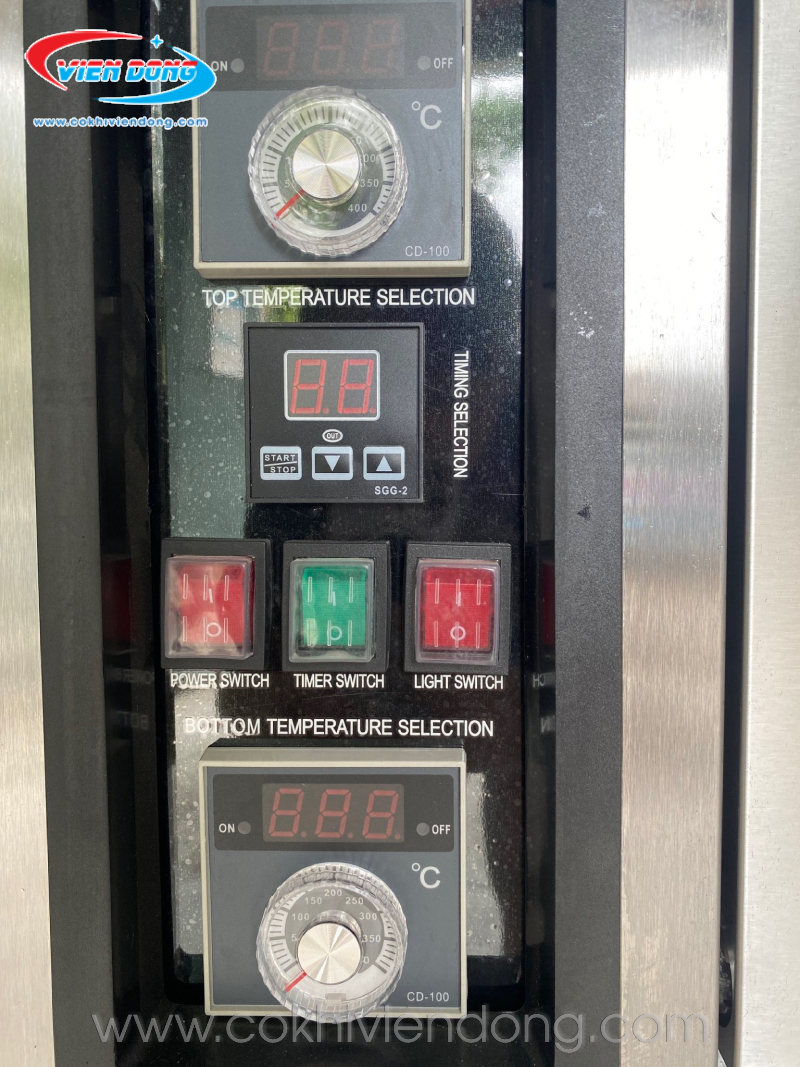 VIEN DONG
www.cokhiviendong.com
ON
OFF
°C
350
400
CD-100
TOP TEMPERATURE SELECTION
TIMING SELECTION
OUT
START
STOP
SGG-2
POWER SWITCH
TIMER SWITCH
LIGHT SWITCH
BOTTOM TEMPERATURE SELECTION
ON
OFF
°C
100
150
200
250
300
350
CD-100
www.cokhiviendong.com